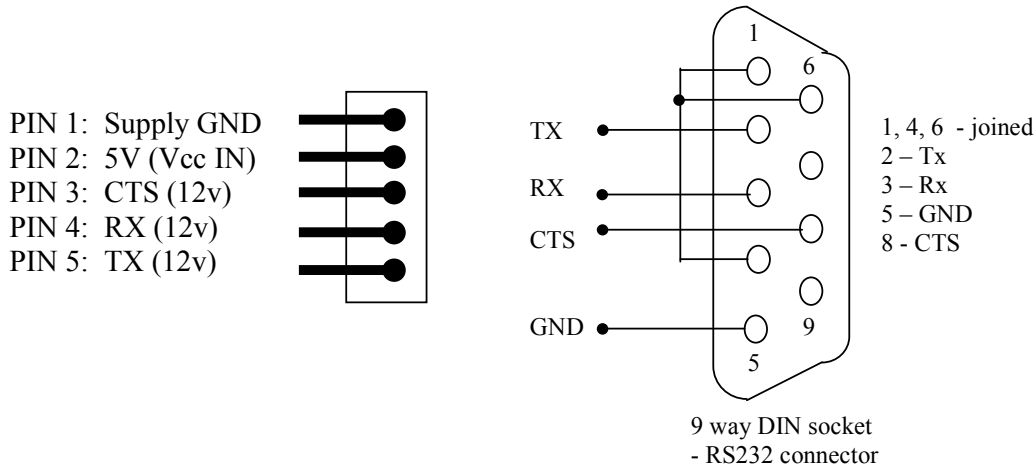 PIN 1: Supply GND
PIN 2: 5V (Vcc IN)
PIN 3: CTS (12v)
PIN 4: RX (12v)
PIN 5: TX (12v)
1
6
TX
RX
CTS
GND
9
5
1, 4, 6 - joined
2 – Tx
3 – Rx
5 – GND
8 - CTS
9 way DIN socket
- RS232 connector